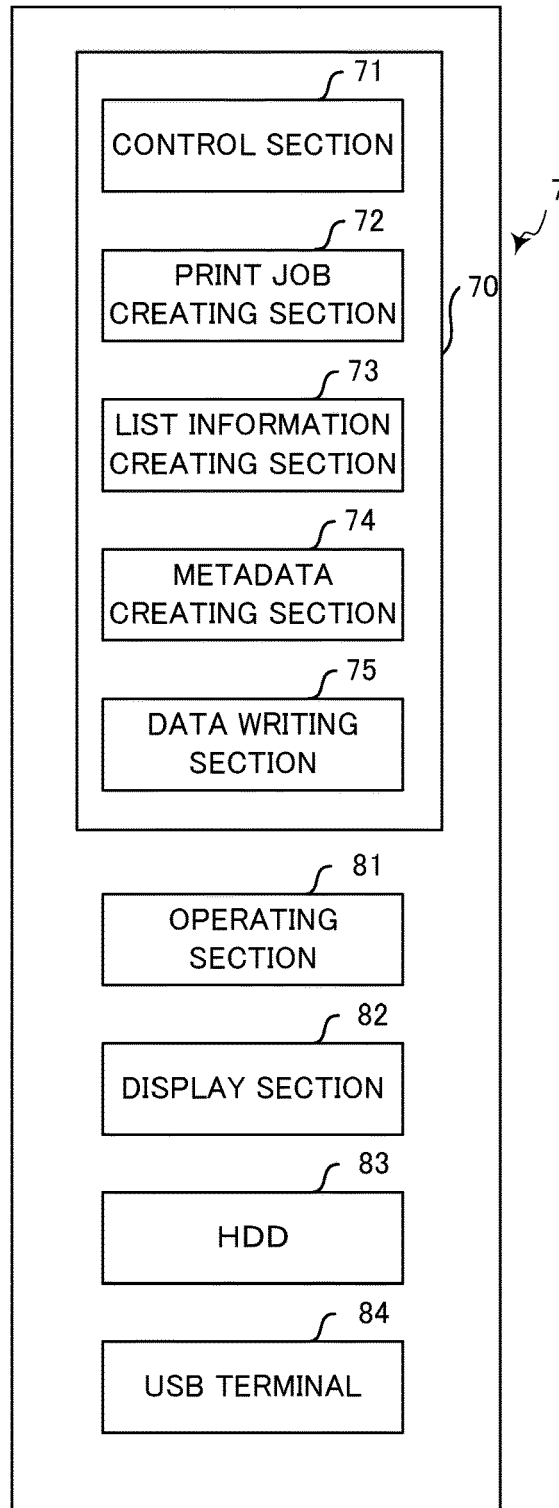 71
CONTROL SECTION
7
72
PRINT JOB
CREATING SECTION
70
73
LIST INFORMATION
CREATING SECTION
74
METADATA
CREATING SECTION
75
DATA WRITING
SECTION
81
OPERATING
SECTION
82
DISPLAY SECTION
83
HDD
84
USB TERMINAL